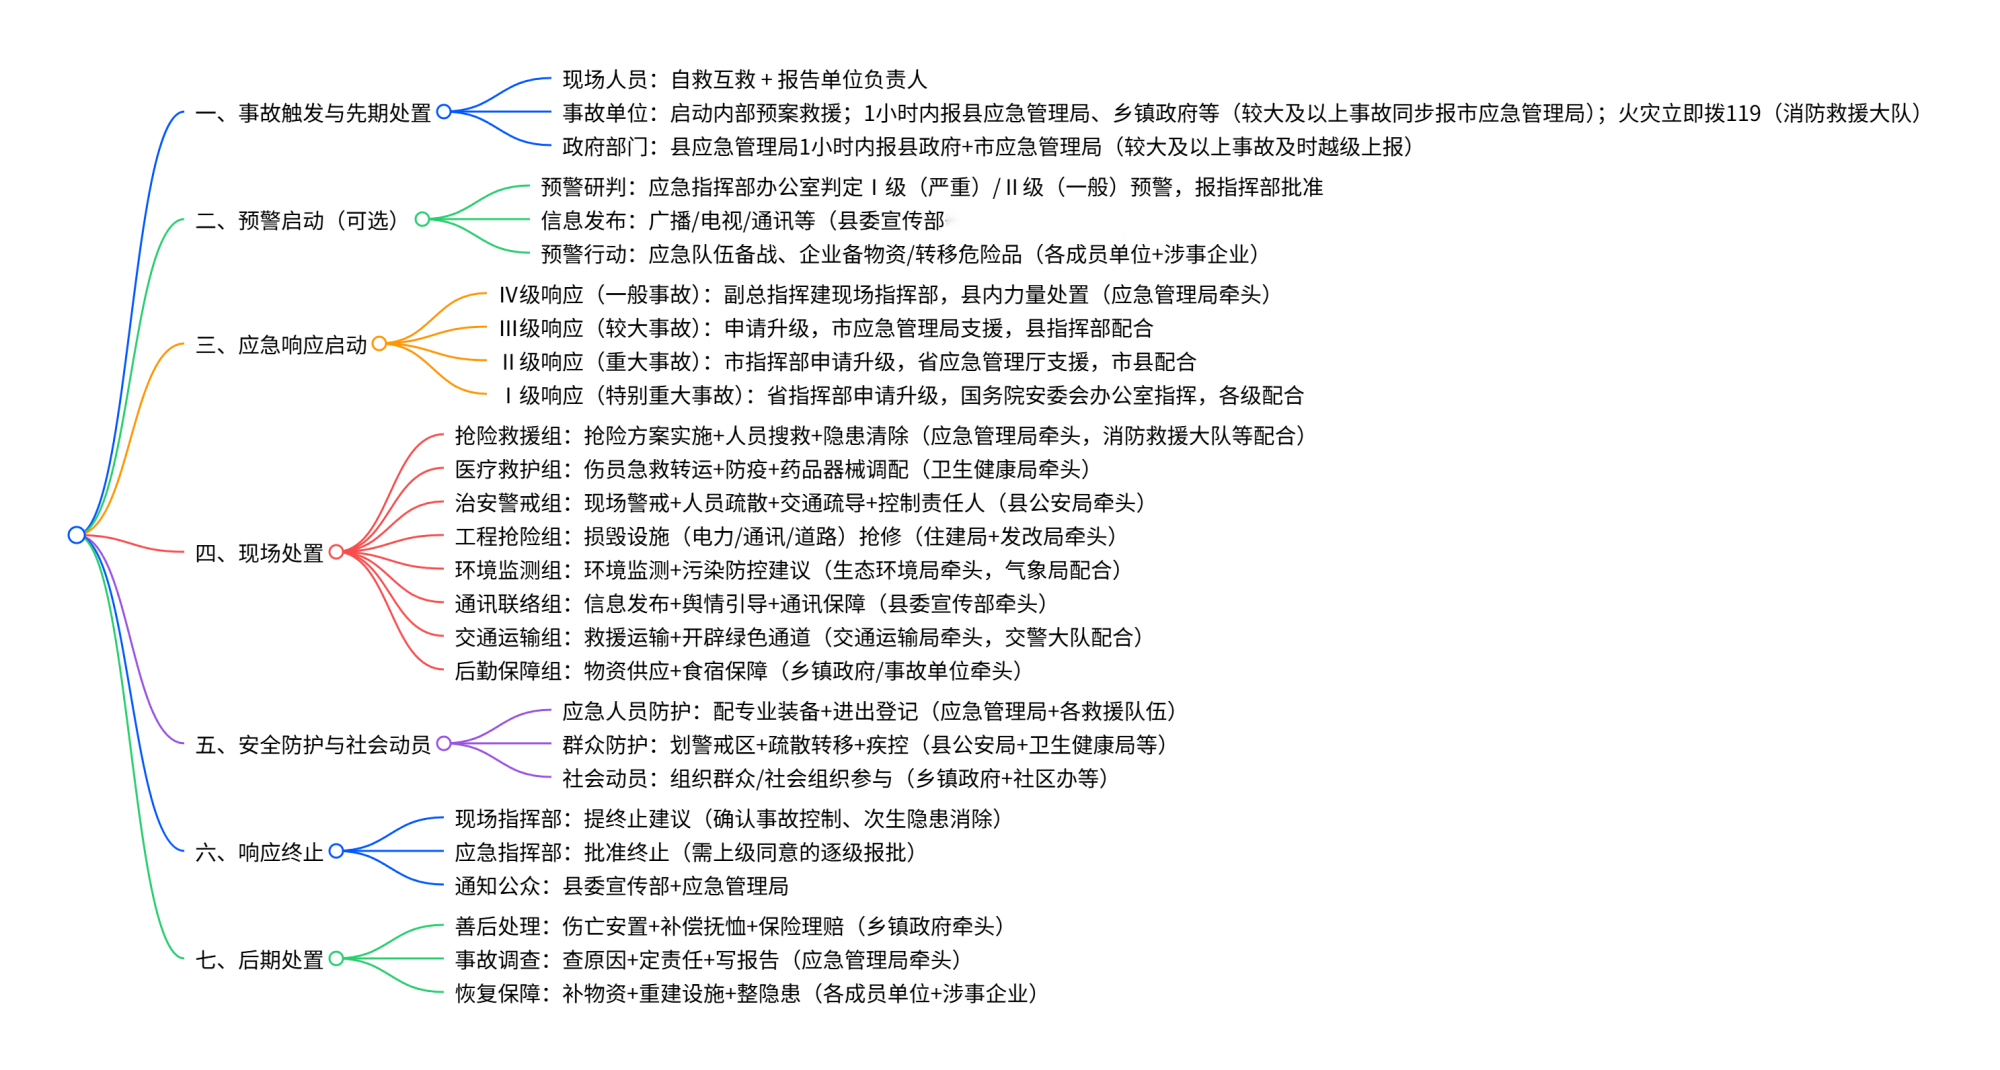 一、事故触发与先期处置
现场人员：自救互救 + 报告单位负责人
事故单位：启动内部预案救援；1小时内报县应急管理局、乡镇政府等（较大及以上事故同步报市应急管理局）；火灾立即拨119（消防救援大队）
政府部门：县应急管理局1小时内报县政府+市应急管理局（较大及以上事故及时越级上报）
二、预警启动（可选）
预警研判：应急指挥部办公室判定Ⅰ级（严重）/Ⅱ级（一般）预警，报指挥部批准
信息发布：广播/电视/通讯等（县委宣传部
预警行动：应急队伍备战、企业备物资/转移危险品（各成员单位+涉事企业）
三、应急响应启动
Ⅳ级响应（一般事故）：副总指挥建现场指挥部，县内力量处置（应急管理局牵头）
Ⅲ级响应（较大事故）：申请升级，市应急管理局支援，县指挥部配合
Ⅱ级响应（重大事故）：市指挥部申请升级，省应急管理厅支援，市县配合
Ⅰ级响应（特别重大事故）：省指挥部申请升级，国务院安委会办公室指挥，各级配合
四、现场处置
抢险救援组：抢险方案实施+人员搜救+隐患清除（应急管理局牵头，消防救援大队等配合）
医疗救护组：伤员急救转运+防疫+药品器械调配（卫生健康局牵头）
治安警戒组：现场警戒+人员疏散+交通疏导+控制责任人（县公安局牵头）
工程抢险组：损毁设施（电力/通讯/道路）抢修（住建局+发改局牵头）
环境监测组：环境监测+污染防控建议（生态环境局牵头，气象局配合）
通讯联络组：信息发布+舆情引导+通讯保障（县委宣传部牵头）
交通运输组：救援运输+开辟绿色通道（交通运输局牵头，交警大队配合）
后勤保障组：物资供应+食宿保障（乡镇政府/事故单位牵头）
五、安全防护与社会动员
应急人员防护：配专业装备+进出登记（应急管理局+各救援队伍）
群众防护：划警戒区+疏散转移+疾控（县公安局+卫生健康局等）
社会动员：组织群众/社会组织参与（乡镇政府+社区办等）
六、响应终止
现场指挥部：提终止建议（确认事故控制、次生隐患消除）
应急指挥部：批准终止（需上级同意的逐级报批）
通知公众：县委宣传部+应急管理局
七、后期处置
善后处理：伤亡安置+补偿抚恤+保险理赔（乡镇政府牵头）
事故调查：查原因+定责任+写报告（应急管理局牵头）
恢复保障：补物资+重建设施+整隐患（各成员单位+涉事企业）